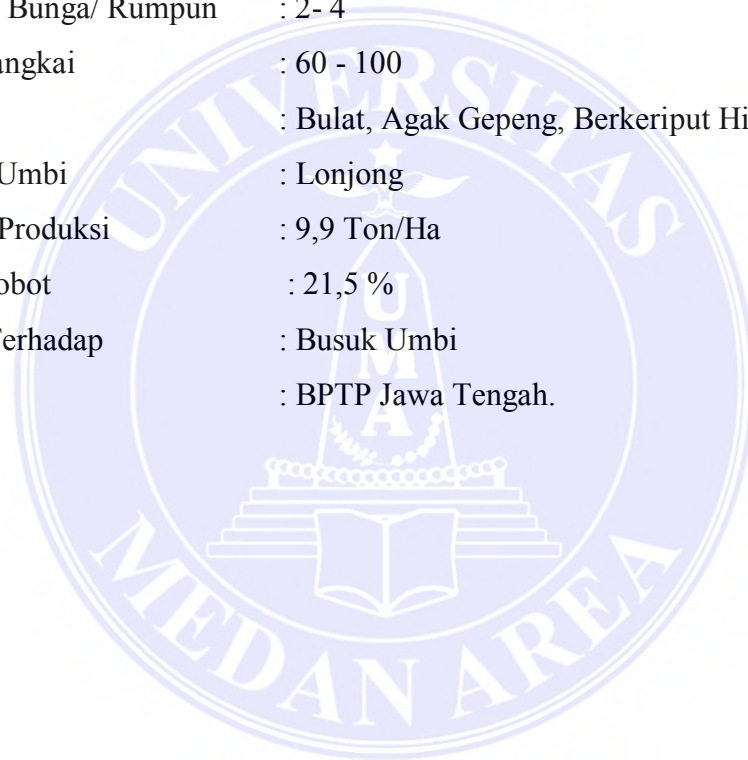 Bunga/ Rumpun : 2- 4
angkai : 60 - 100
: Bulat, Agak Gepeng, Berkeriput Hi
Umbi : Lonjong
Produksi : 9,9 Ton/Ha
obot : 21,5 %
erhadap : Busuk Umbi
: BPTP Jawa Tengah.
UNIVERSITAS
UMA
MEDAN AREA